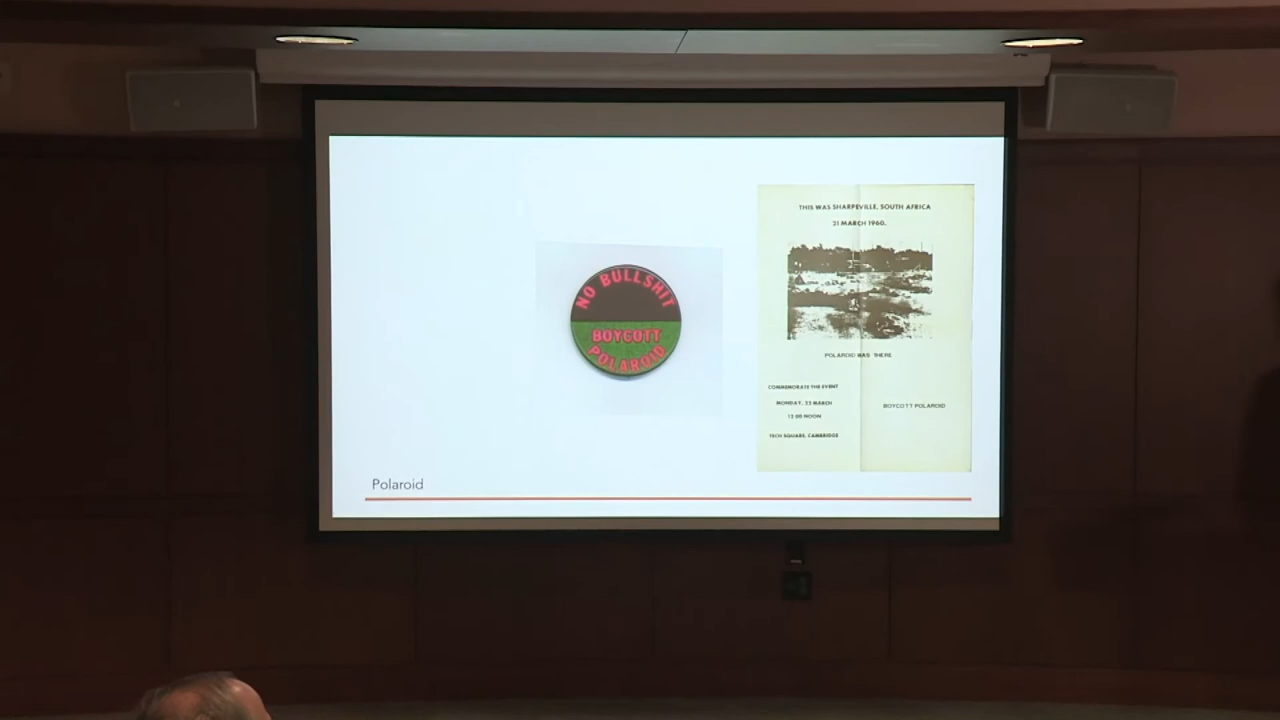 NO BULLSHIT
BOYCOTT
POLAROID
THIS WAS SHARPEVILLE, SOUTH AFRICA
21 MARCH 1960.
POLAROID WAS THERE
COMMEMORATE THE EVENT
MONDAY, 22 MARCH
12:00 NOON
TECH SQUARE, CAMBRIDGE
BOYCOTT POLAROID
Polaroid